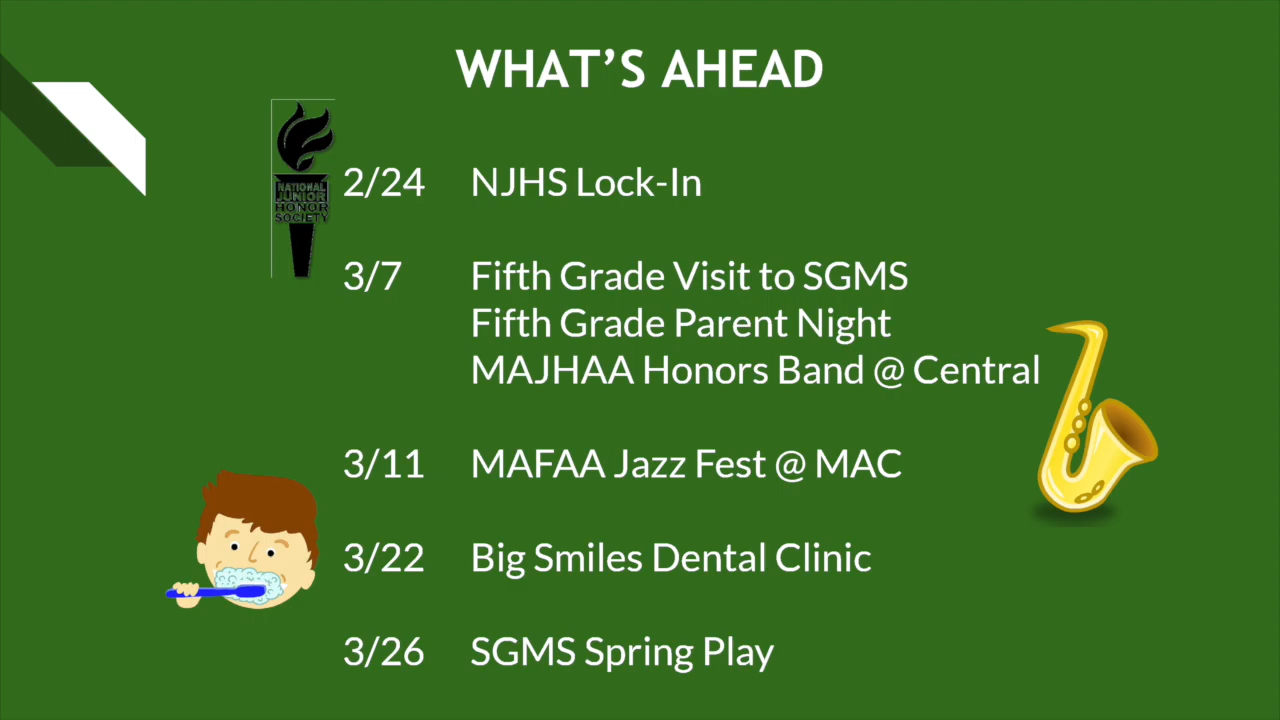 WHAT'S AHEAD
NATIONAL
JUNIOR
HONOR
SOCIETY
2/24 NJHS Lock-In
3/7 Fifth Grade Visit to SGMS
Fifth Grade Parent Night
MAJHAA Honors Band @ Central
3/11 MAFAA Jazz Fest @ MAC
3/22 Big Smiles Dental Clinic
3/26 SGMS Spring Play